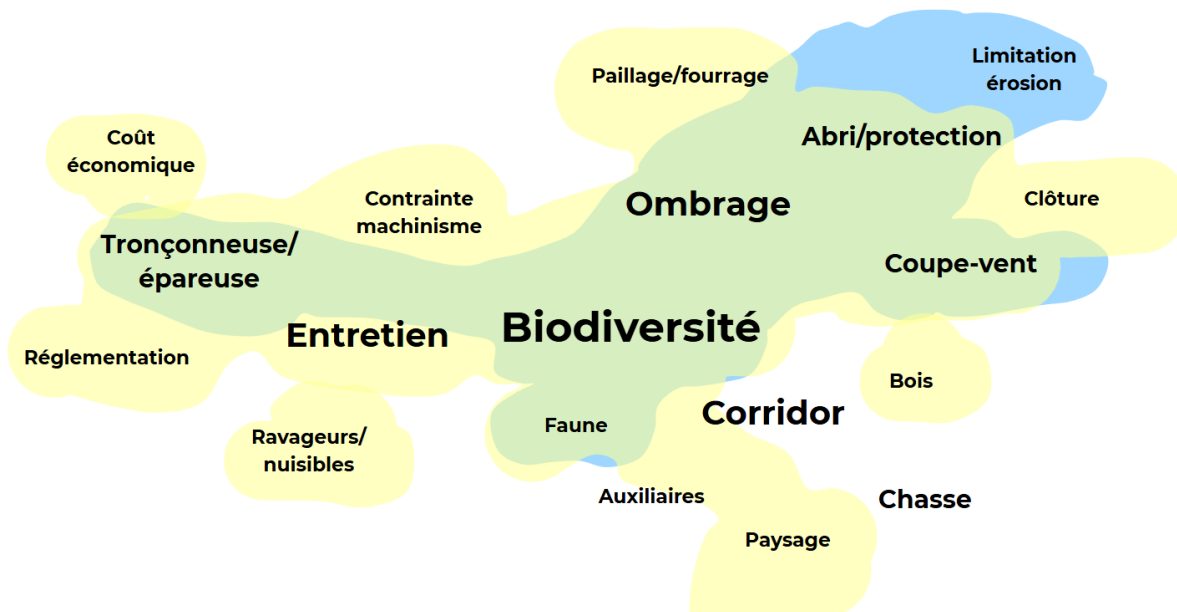 Limitation
érosion
Paillage/fourrage
Abri/protection
Coût
économique
Contrainte
machinisme
Ombrage
Clôture
Tronçonneuse/
épareuse
Coupe-vent
Entretien
Biodiversité
Réglementation
Bois
Corridor
Faune
Ravageurs/
nuisibles
Auxiliaires
Chasse
Paysage